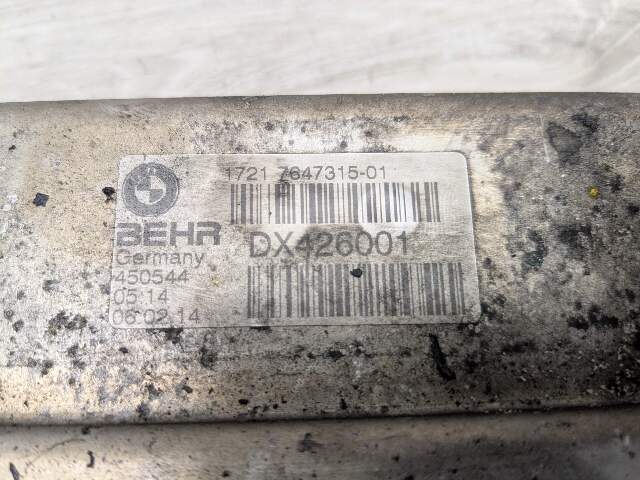 1721 7647315-01
BEHR
DX426001
Germany
450544
05 14
06.02.14